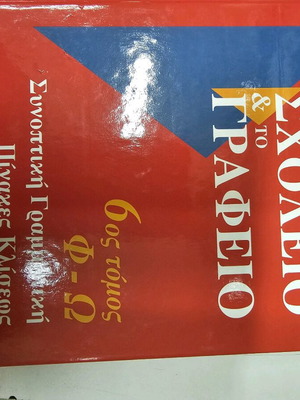 ΣΧΟΛΕΙΟ
& ΤΟ
ΓΡΑΦΕΙΟ
6ος τόμος
Φ - Ω
Συνοπτική Γραμματική
Πίνακες Κλίσεως